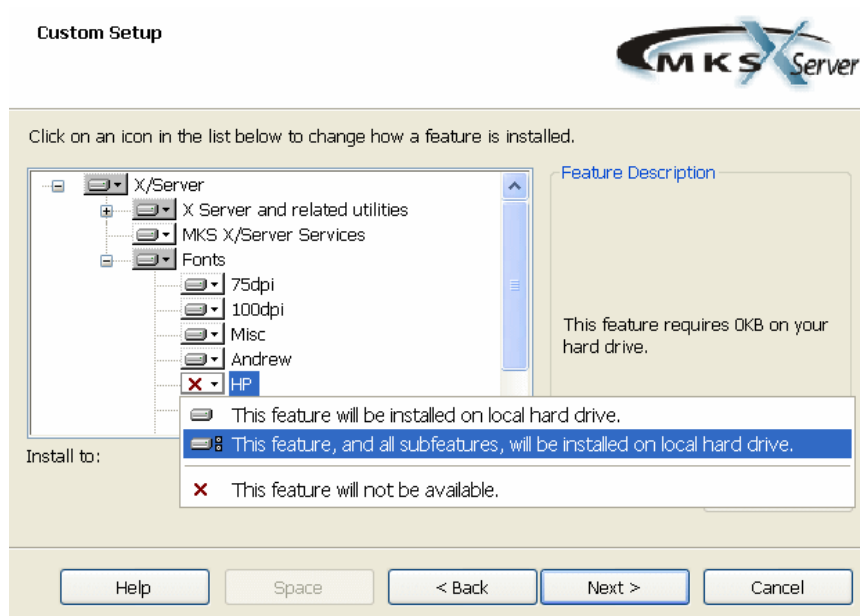 Custom Setup
MKS X/Server
Click on an icon in the list below to change how a feature is installed.
X/Server
X Server and related utilities
MKS X/Server Services
Fonts
75dpi
100dpi
Misc
Andrew
HP
Feature Description
This feature requires 0KB on your
hard drive.
This feature will be installed on local hard drive.
This feature, and all subfeatures, will be installed on local hard drive.
This feature will not be available.
Install to:
Help
Space
< Back
Next >
Cancel